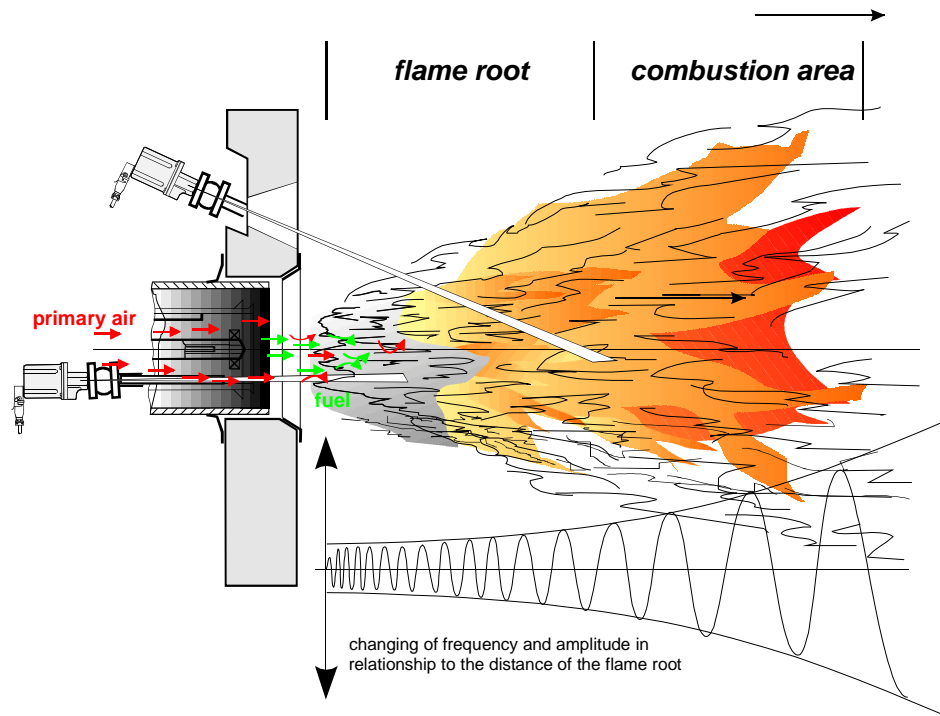 flame root
combustion area
primary air
fuel
changing of frequency and amplitude in
relationship to the distance of the flame root